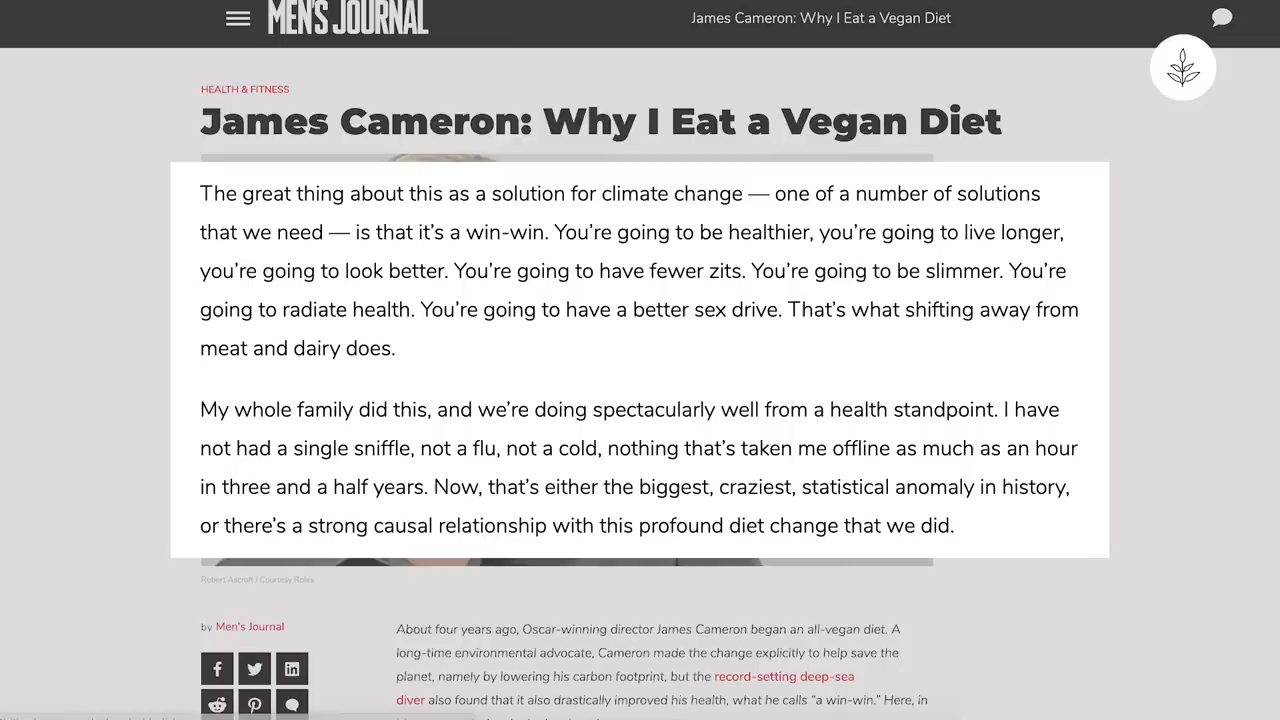 MEN'S JOURNAL
James Cameron: Why I Eat a Vegan Diet
HEALTH & FITNESS
James Cameron: Why I Eat a Vegan Diet
The great thing about this as a solution for climate change — one of a number of solutions
that we need — is that it’s a win-win. You’re going to be healthier, you’re going to live longer,
you’re going to look better. You’re going to have fewer zits. You’re going to be slimmer. You’re
going to radiate health. You’re going to have a better sex drive. That’s what shifting away from
meat and dairy does.
My whole family did this, and we’re doing spectacularly well from a health standpoint. I have
not had a single sniffle, not a flu, not a cold, nothing that’s taken me offline as much as an hour
in three and a half years. Now, that’s either the biggest, craziest, statistical anomaly in history,
or there’s a strong causal relationship with this profound diet change that we did.
Robert Ascroft / Courtesy Rolex
by Men's Journal
About four years ago, Oscar-winning director James Cameron began an all-vegan diet. A
long-time environmental advocate, Cameron made the change explicitly to help save the
planet, namely by lowering his carbon footprint, but the record-setting deep-sea
diver also found that it also drastically improved his health, what he calls “a win-win.” Here, in